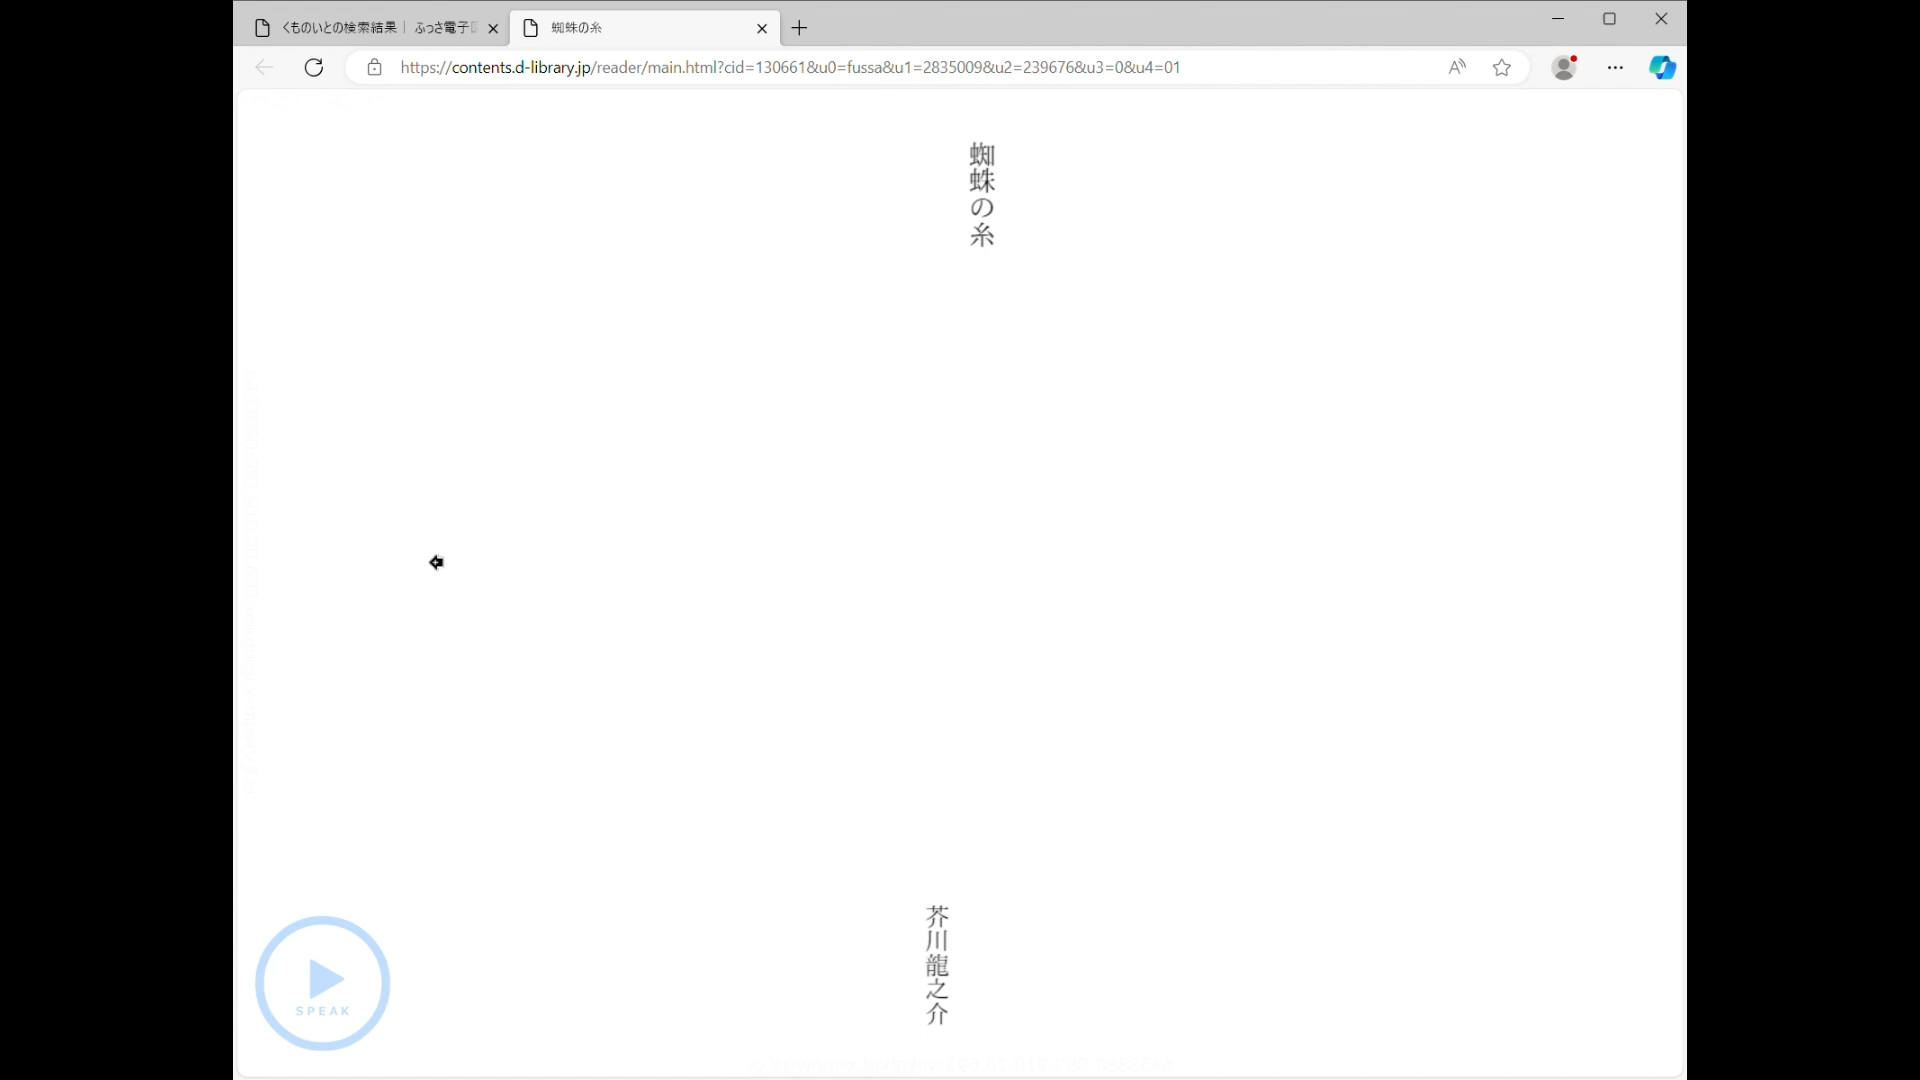 くものいとの検索結果｜ ふっさ電子
蜘蛛の糸
https://contents.d-library.jp/reader/main.html?cid=130661&u0=fussa&u1=2835009&u2=239676&u3=0&u4=01
蜘蛛の糸
芥川龍之介
SPEAK